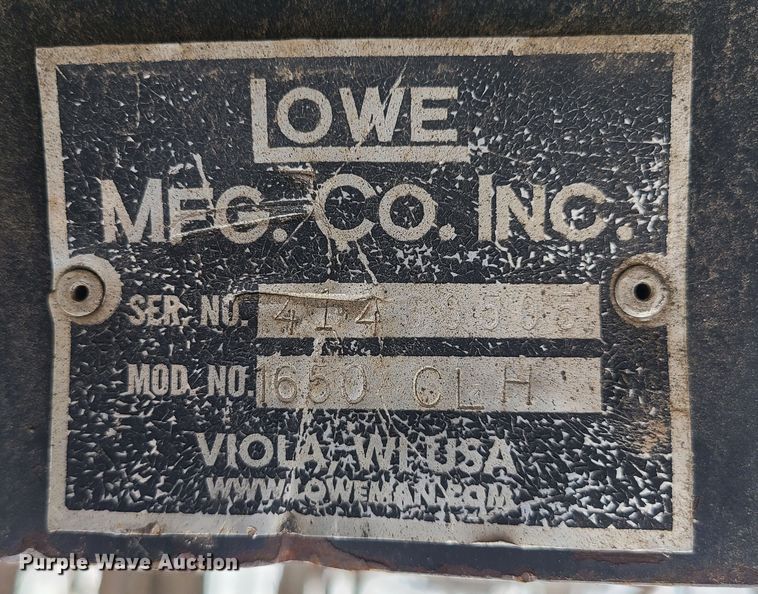 LOWE
MFG. CO. INC.
SER. NO. 414
MOD. NO. 1650 CLH
VIOLA, WI USA
WWW.LOWEMAN.COM
Purple Wave Auction